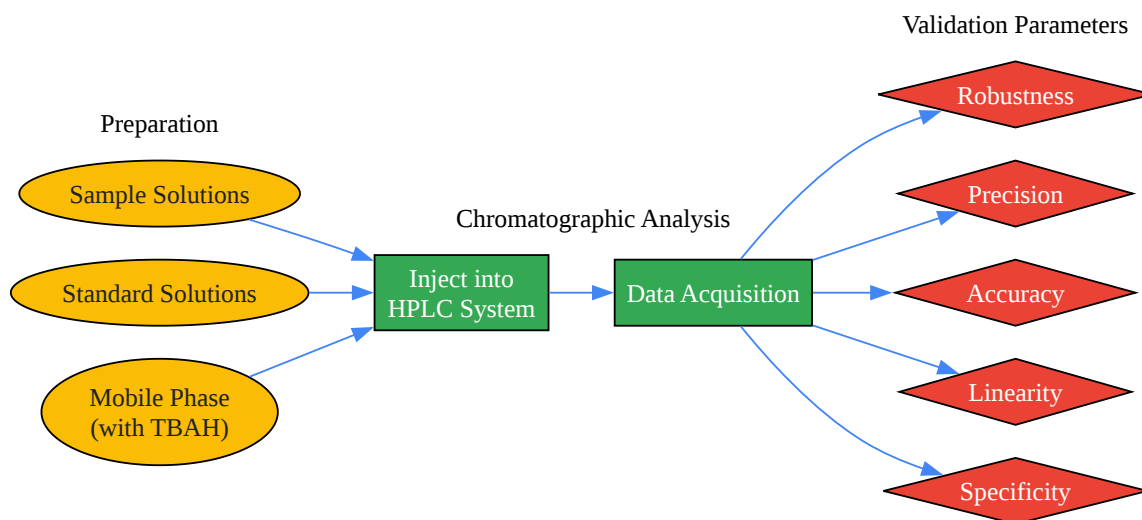 Preparation
Sample Solutions
Standard Solutions
Mobile Phase
(with TBAH)
Chromatographic Analysis
Inject into
HPLC System
Data Acquisition
Validation Parameters
Robustness
Precision
Accuracy
Linearity
Specificity